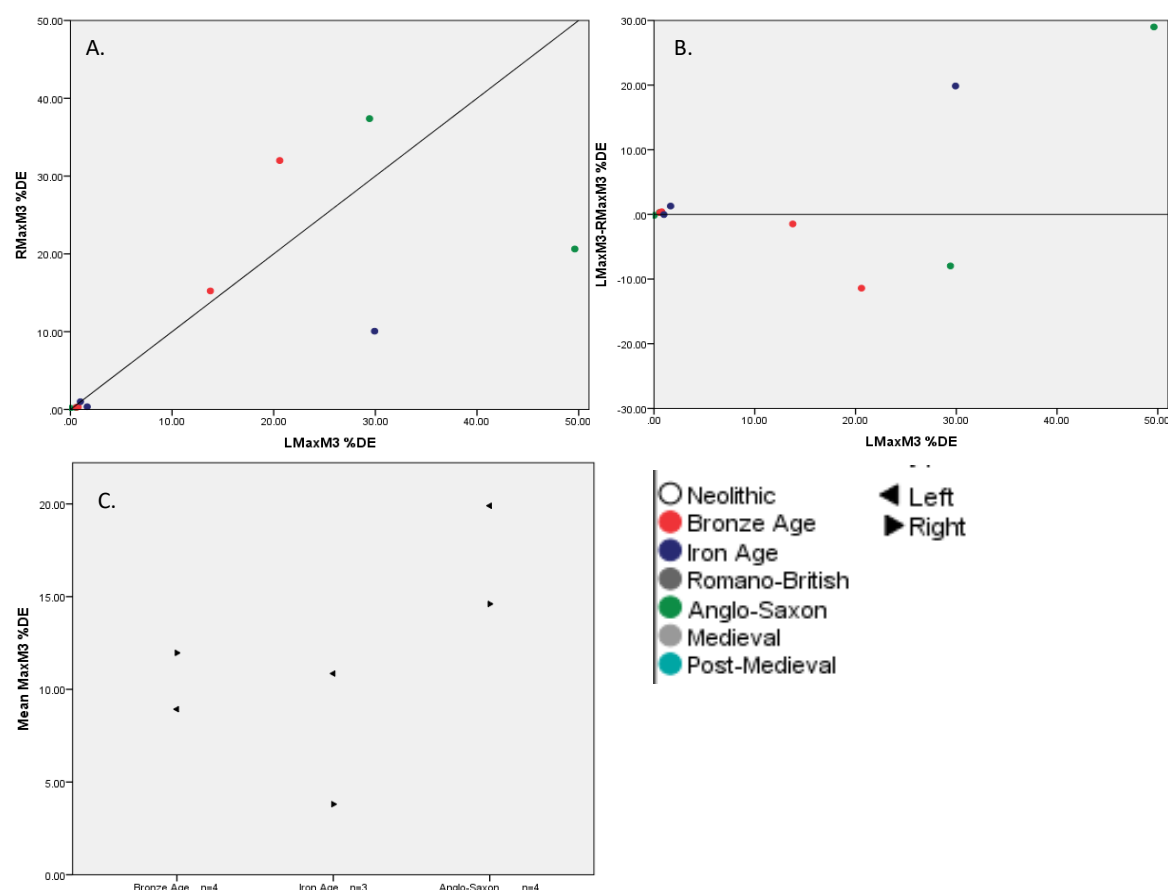 50.00
A.
40.00
30.00
20.00
10.00
.00
RMaxM3 %DE
.00 10.00 20.00 30.00 40.00 50.00
LMaxM3 %DE
30.00
B.
20.00
10.00
.00
-10.00
-20.00
-30.00
LMaxM3-RMaxM3 %DE
.00 10.00 20.00 30.00 40.00 50.00
LMaxM3 %DE
C.
20.00
15.00
10.00
5.00
0.00
Mean MaxM3 %DE
Bronze Age n=4 Iron Age n=3 Anglo-Saxon n=4
Neolithic
Bronze Age
Iron Age
Romano-British
Anglo-Saxon
Medieval
Post-Medieval
Left
Right